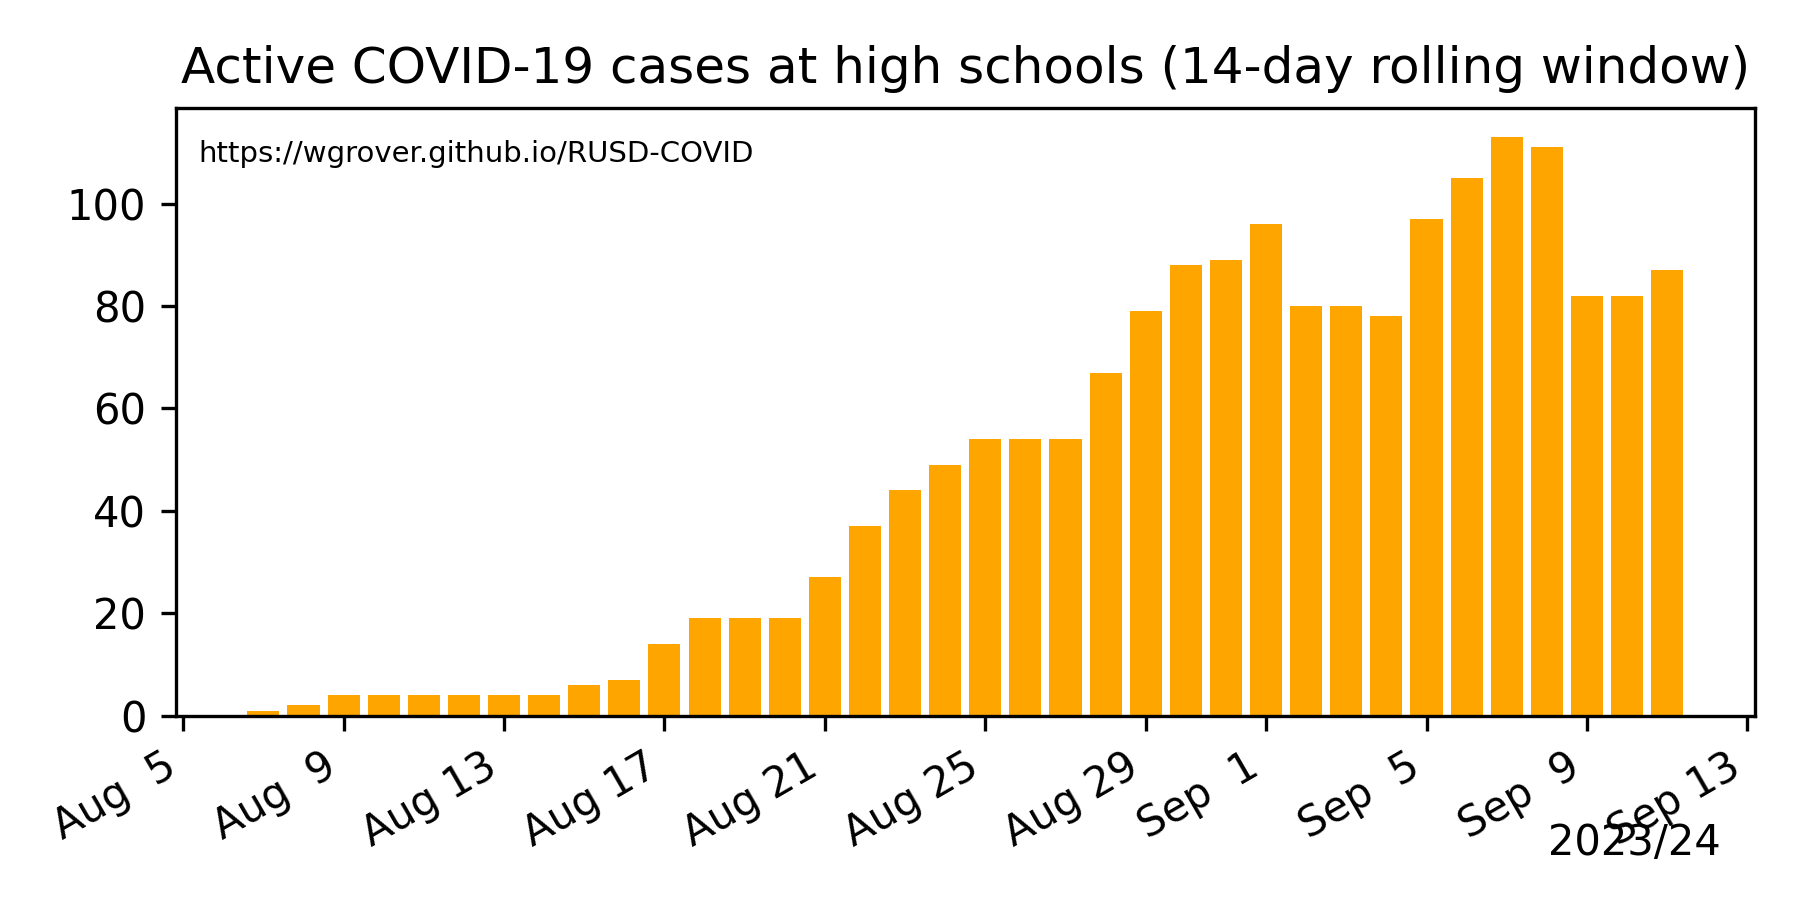 Active COVID-19 cases at high schools (14-day rolling window)
https://wgrover.github.io/RUSD-COVID
100
80
60
40
20
0
Aug 5
Aug 9
Aug 13
Aug 17
Aug 21
Aug 25
Aug 29
Sep 1
Sep 5
Sep 9
Sep 13
2023/24